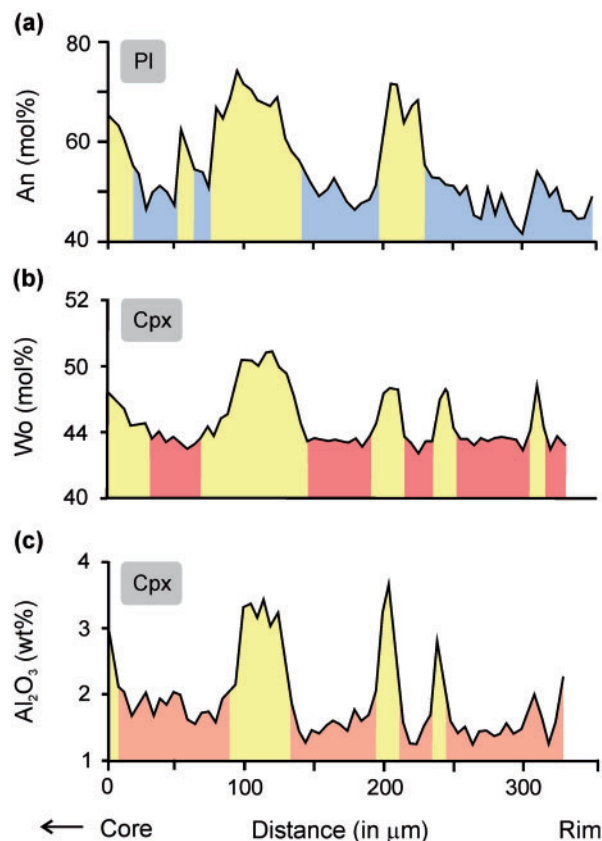 (a)
Pl
An (mol%)
80
60
40
(b)
Cpx
Wo (mol%)
52
50
44
40
(c)
Cpx
Al₂O₃ (wt%)
4
3
2
1
0 100 200 300
← Core Distance (in μm) Rim